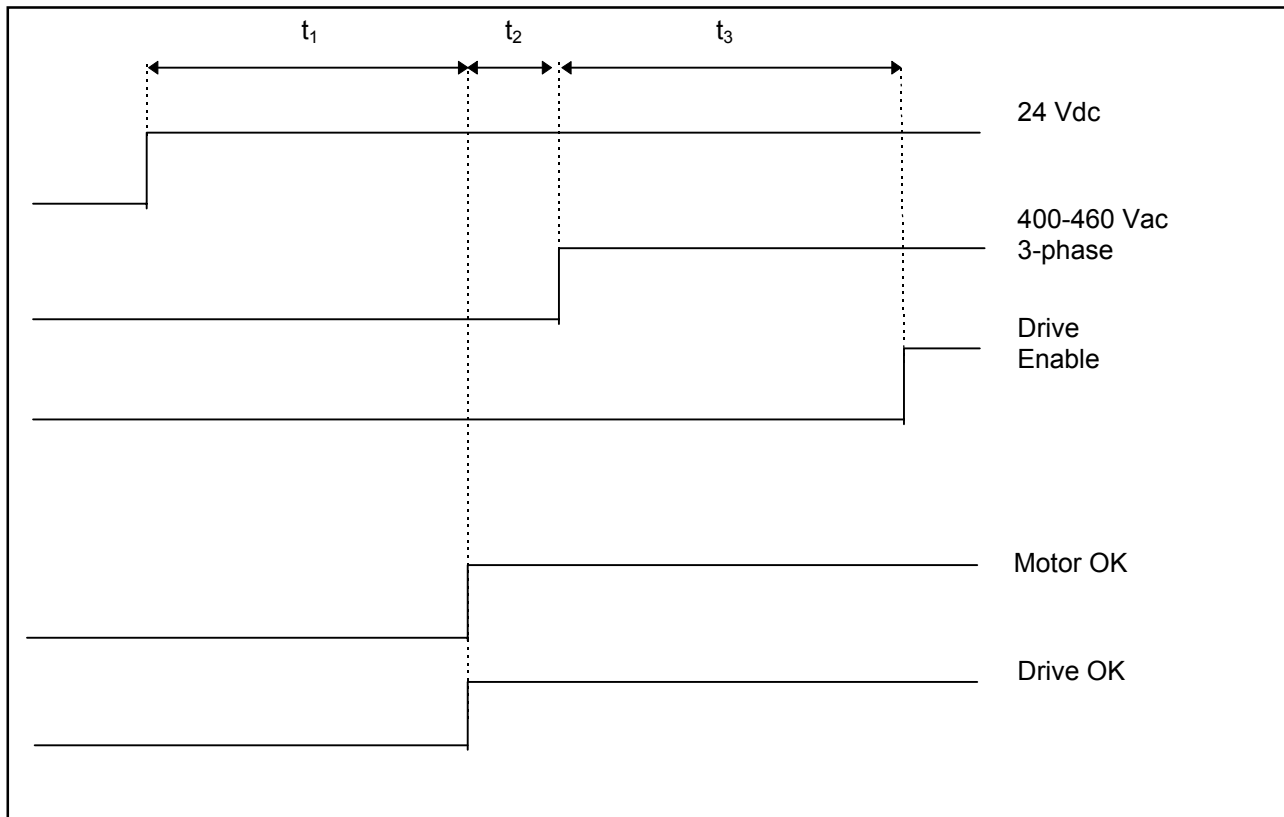 t₁
t₂
t₃
24 Vdc
400-460 Vac
3-phase
Drive
Enable
Motor OK
Drive OK